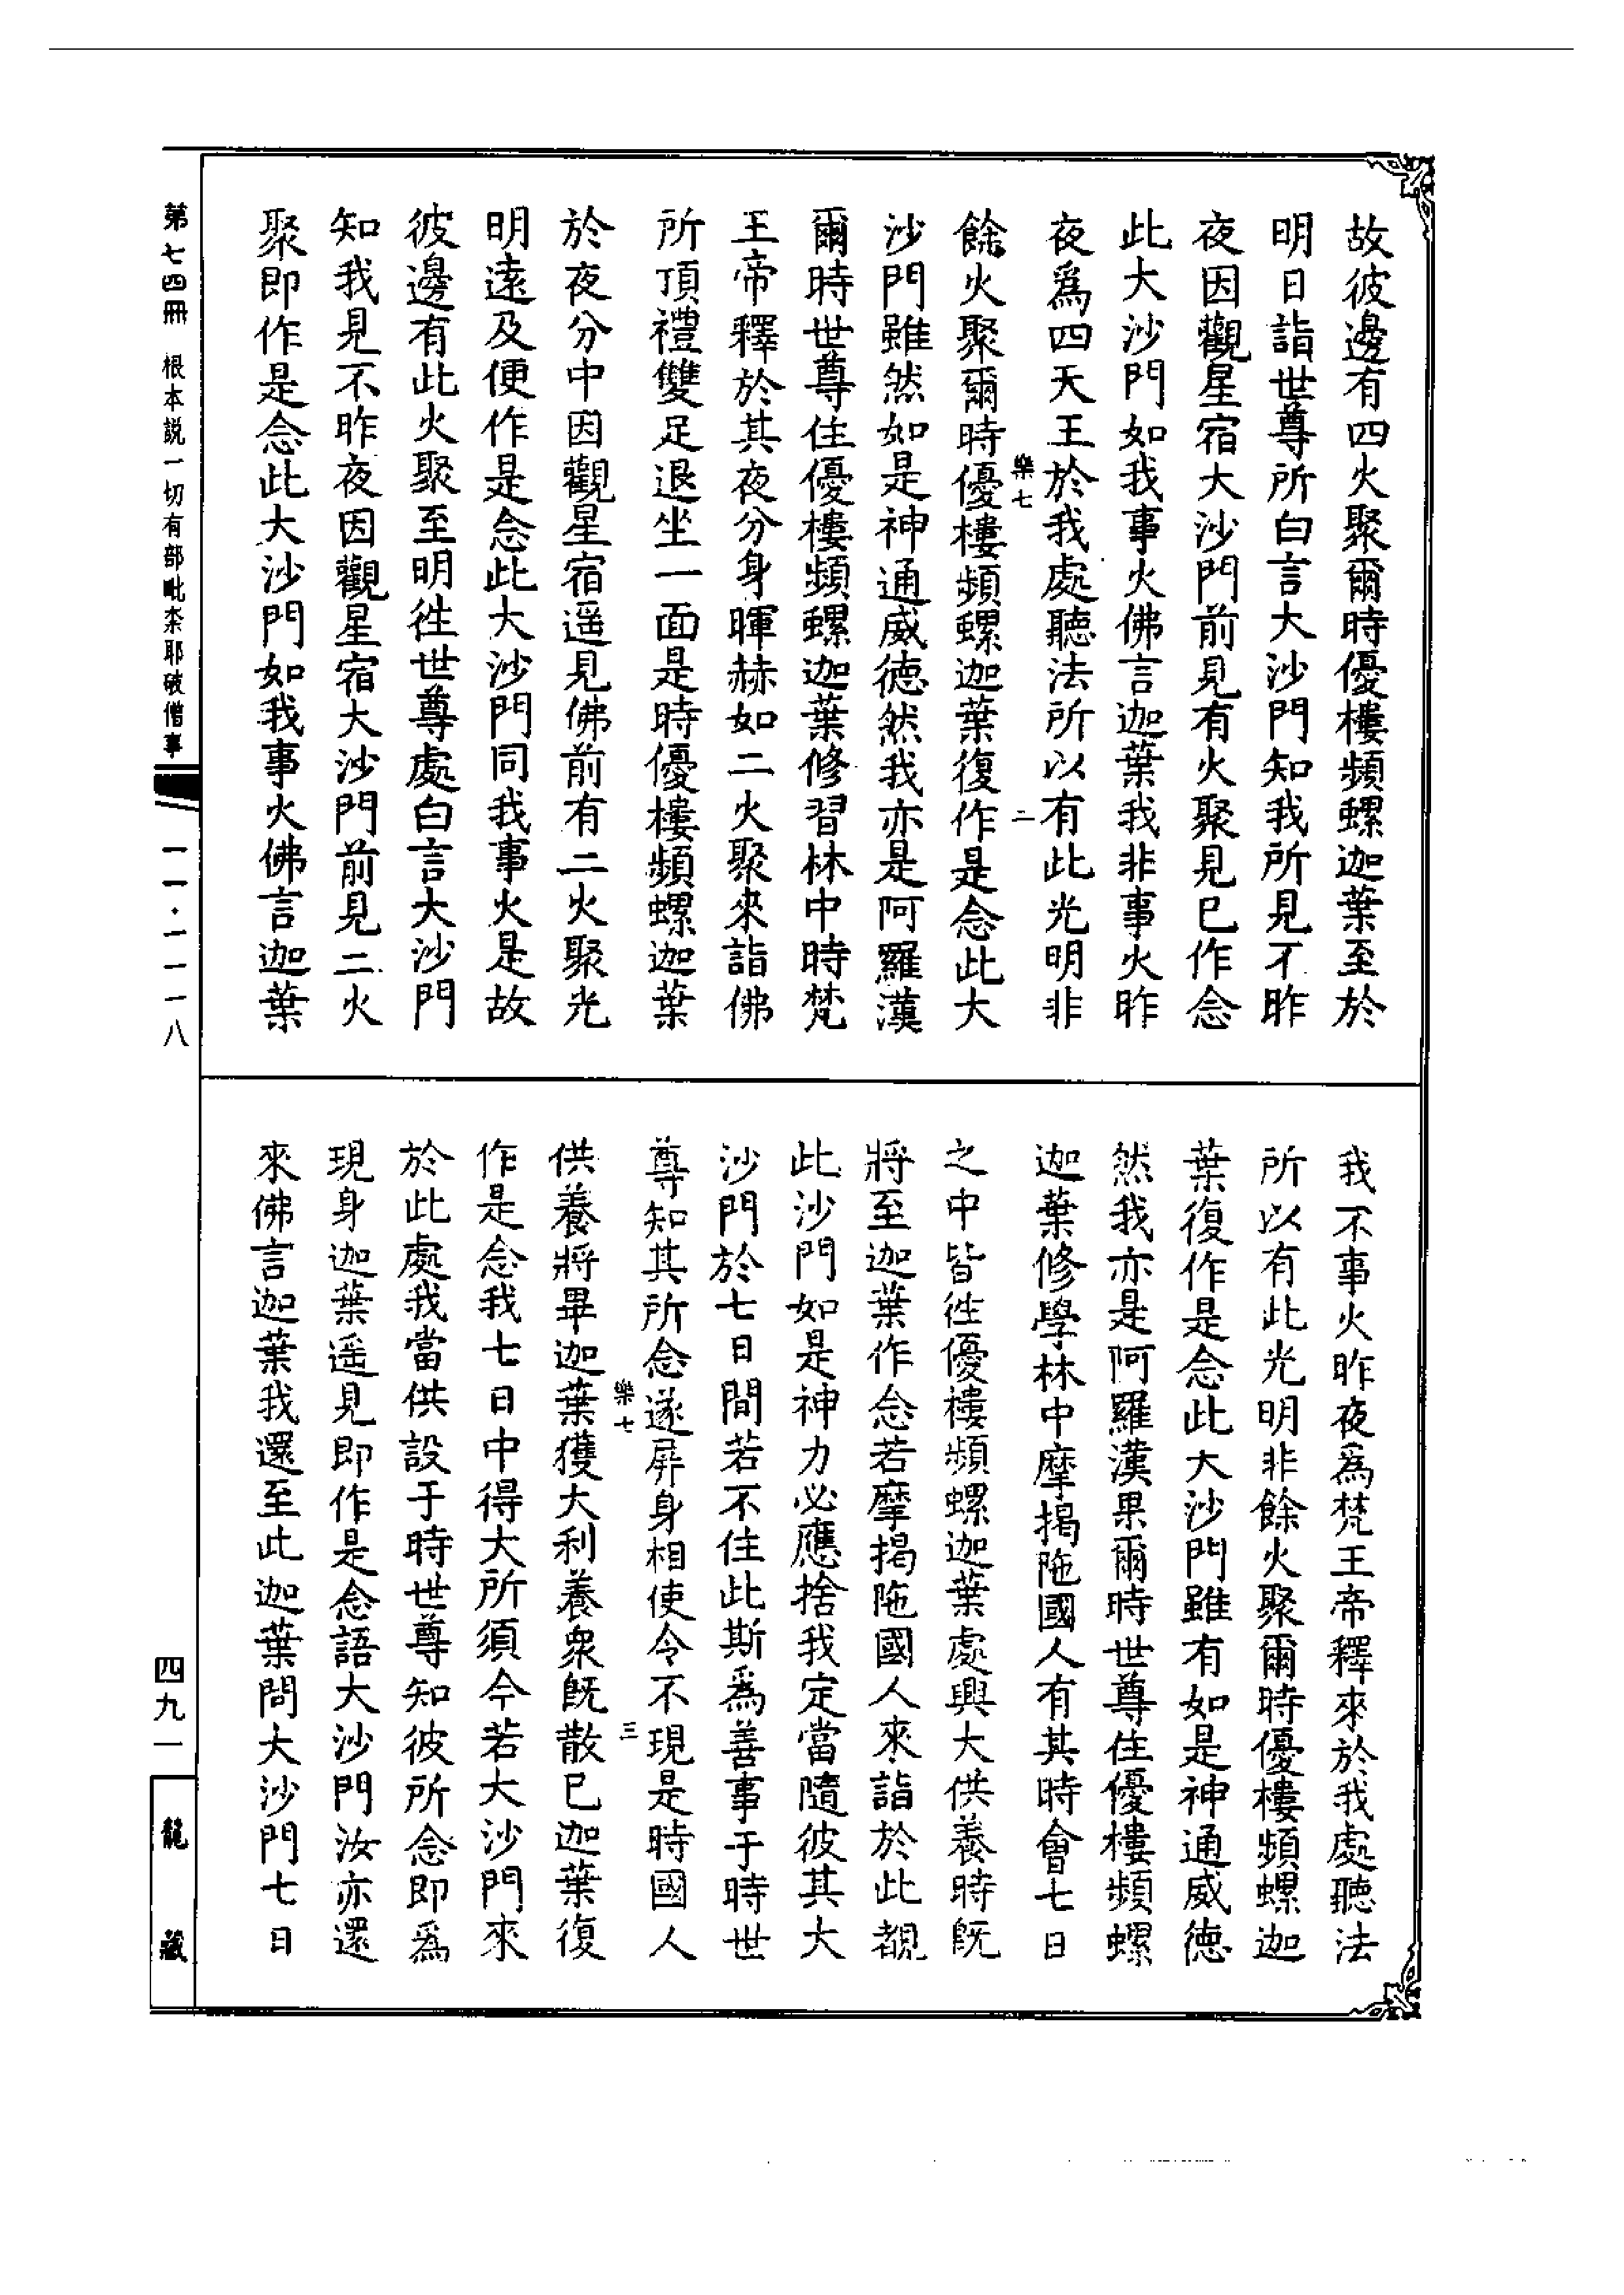 故彼邊有四火聚爾時優樓頻螺迦葉至於
明日詣世尊所白言大沙門知我所見不昨
夜因觀星宿大沙門前見有火聚見已作念
此大沙門如我事火佛言迦葉我非事火昨
夜爲四天王於我處聽法所以有此光明非
樂七
二
餘火聚爾時優樓頻螺迦葉復作是念此大
沙門雖然如是神通威德然我亦是阿羅漢
爾時世尊住優樓頻螺迦葉修習林中時梵
王帝釋於其夜分身暉赫如二火聚來詣佛
所頂禮雙足退坐一面是時優樓頻螺迦葉
於夜分中因觀星宿遥見佛前有二火聚光
明遠及便作是念此大沙門同我事火是故
彼邊有此火聚至明徃世尊處白言大沙門
知我見不昨夜因觀星宿大沙門前見二火
聚即作是念此大沙門如我事火佛言迦葉
我不事火昨夜爲梵王帝釋來於我處聽法
所以有此光明非餘火聚爾時優樓頻螺迦
葉復作是念此大沙門雖有如是神通威德
然我亦是阿羅漢果爾時世尊住優樓頻螺
迦葉修學林中摩揭陁國人有其時會七日
之中皆徃優樓頻螺迦葉處興大供養時旣
將至迦葉作念若摩揭陁國人來詣於此覩
此沙門如是神力必應捨我定當隨彼其大
沙門於七日間若不住此斯爲善事于時世
尊知其所念遂屏身相使令不現是時國人
樂七
三
供養將畢迦葉獲大利養衆旣散已迦葉復
作是念我七日中得大所須今若大沙門來
於此處我當供設于時世尊知彼所念即爲
現身迦葉遥見即作是念語大沙門汝亦還
來佛言迦葉我還至此迦葉問大沙門七日
第七四冊 根本説一切有部毗柰耶破僧事
一一·一一一八
四九一
龍藏